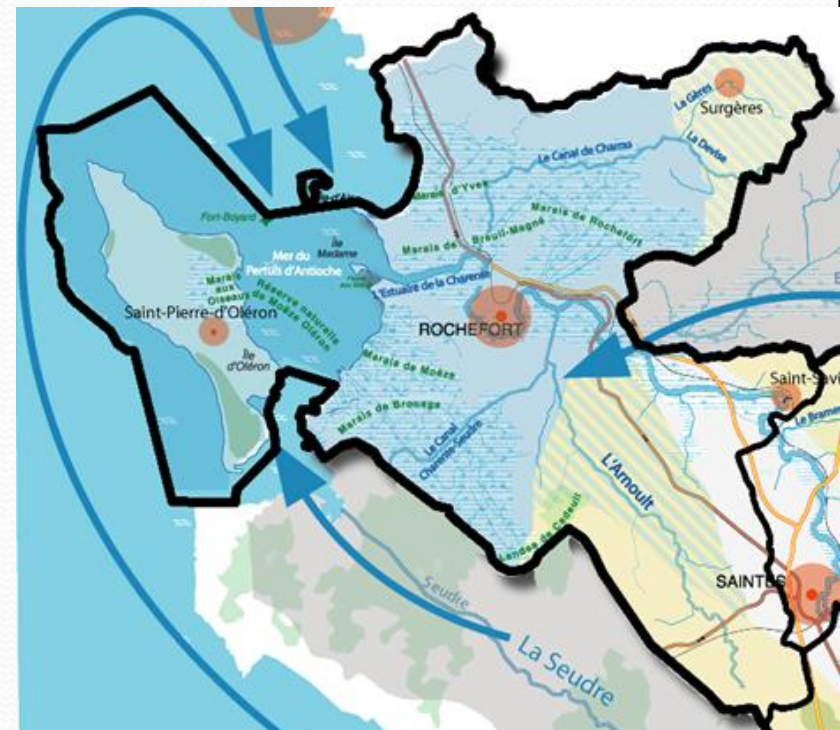 La Gères
Surgères
Le Canal de Charras
La Devise
Marais d'Yves
Marais de Rochefort
Fort-Boyard
Marais de Breuil-Magné
Île
Madame
Mer du
Pertuis d'Antioche
L'Estuaire de la Charente
Marais
aux
Oiseaux
Réserve naturelle
de Moëze Oléron
Saint-Pierre-d'Oléron
ROCHEFORT
Île
d'Oléron
Marais de Moëze
Saint-Savi
Marais de Brouage
Le Canal
Charente-Seudre
Le Brame
L'Arnoult
Landes de Cadeuil
SAINTES
Seudre
La Seudre